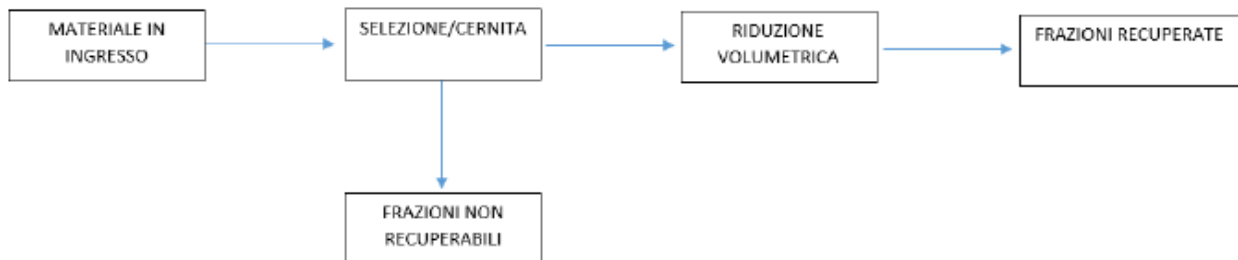 MATERIALE IN
INGRESSO
SELEZIONE/CERNITA
RIDUZIONE
VOLUMETRICA
FRAZIONI RECUPERATE
FRAZIONI NON
RECUPERABILI